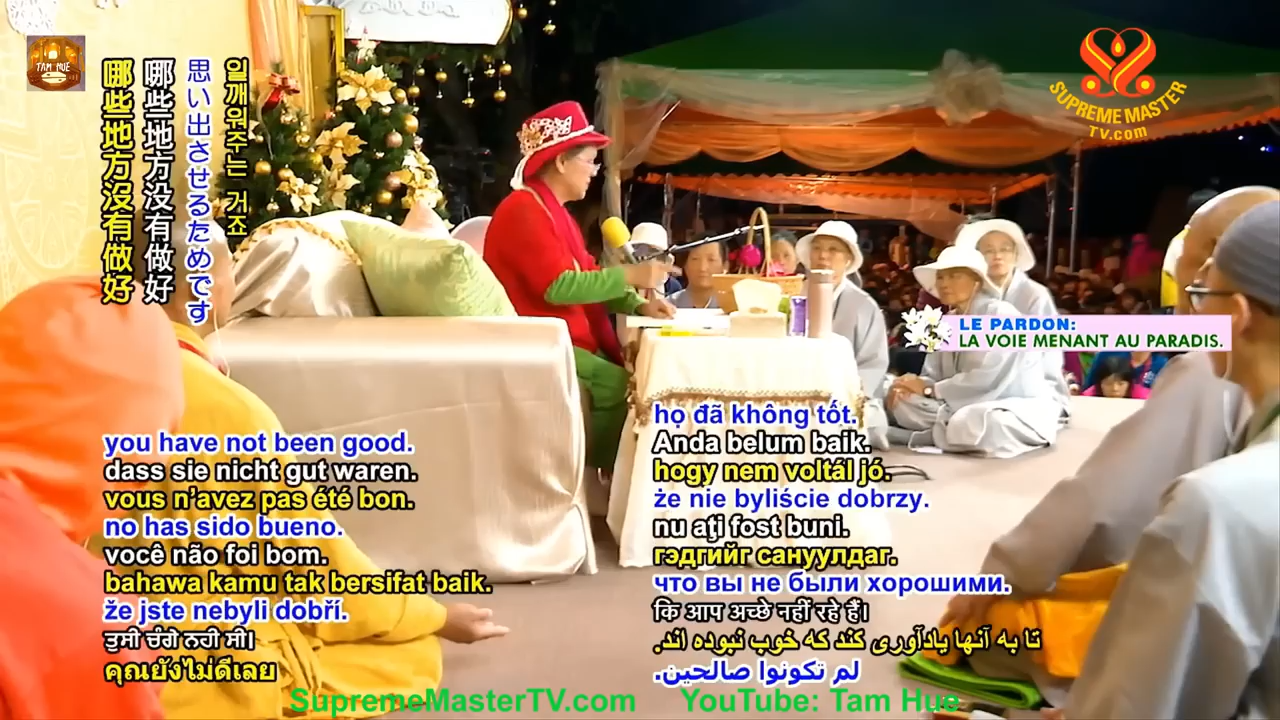 TAM HUE
哪些地方沒有做好
哪些地方没有做好
思い出させるためです
일깨워주는 거죠
SUPREME MASTER
TV.com
LE PARDON:
LA VOIE MENANT AU PARADIS.
you have not been good.
dass sie nicht gut waren.
vous n’avez pas été bon.
no has sido bueno.
você não foi bom.
bahawa kamu tak bersifat baik.
že jste nebyli dobří.
ਤੁਸੀ ਚੰਗੇ ਨਹੀ ਸੀ।
คุณยังไม่ดีเลย
họ đã không tốt.
Anda belum baik.
hogy nem voltál jó.
że nie byliście dobrzy.
nu aţi fost buni.
гэдгийг сануулдаг.
что вы не были хорошими.
कि आप अच्छे नहीं रहे हैं।
تا به آنها یادآوری کند که خوب نبوده اند.
لم تكونوا صالحين.
SupremeMasterTV.com YouTube: Tam Hue